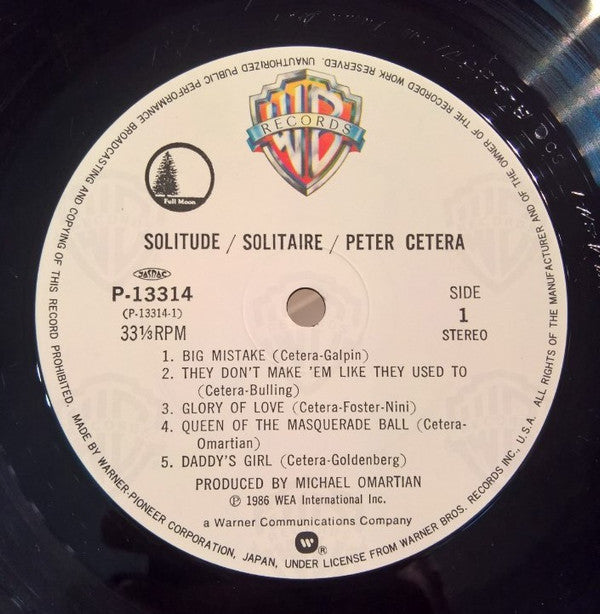 WB
RECORDS
Full Moon
SOLITUDE / SOLITAIRE / PETER CETERA
JASRAC
P-13314
(P-13314-1)
33⅓RPM
SIDE
1
STEREO
1. BIG MISTAKE (Cetera-Galpin)
2. THEY DON'T MAKE 'EM LIKE THEY USED TO
(Cetera-Bulling)
3. GLORY OF LOVE (Cetera-Foster-Nini)
4. QUEEN OF THE MASQUERADE BALL (Cetera-
Omartian)
5. DADDY'S GIRL (Cetera-Goldenberg)
PRODUCED BY MICHAEL OMARTIAN
℗ 1986 WEA International Inc.
a Warner Communications Company
®
MADE BY WARNER-PIONEER CORPORATION, JAPAN, UNDER LICENSE FROM WARNER BROS. RECORDS INC., U.S.A. ALL RIGHTS OF THE MANUFACTURER AND OF THE OWNER OF THE RECORDED WORK RESERVED. UNAUTHORIZED PUBLIC PERFORMANCE BROADCASTING AND COPYING OF THIS RECORD PROHIBITED.